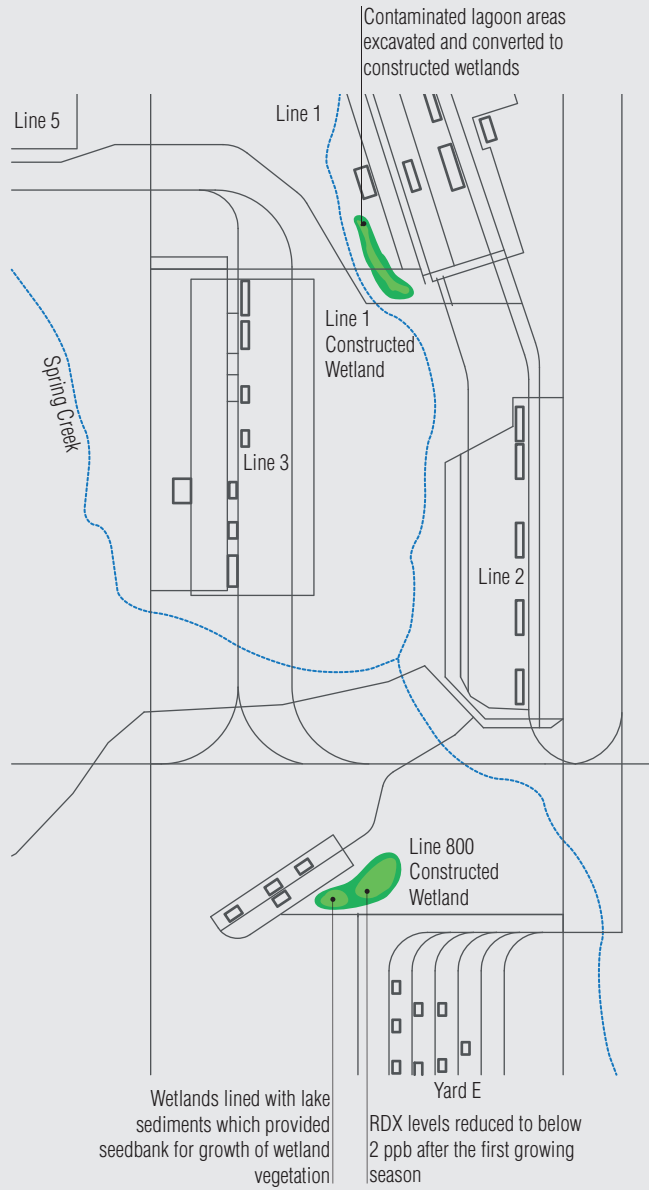 Contaminated lagoon areas
excavated and converted to
constructed wetlands
Line 5
Line 1
Line 1
Constructed
Wetland
Spring Creek
Line 3
Line 2
Line 800
Constructed
Wetland
Yard E
Wetlands lined with lake
sediments which provided
seedbank for growth of wetland
vegetation
RDX levels reduced to below
2 ppb after the first growing
season